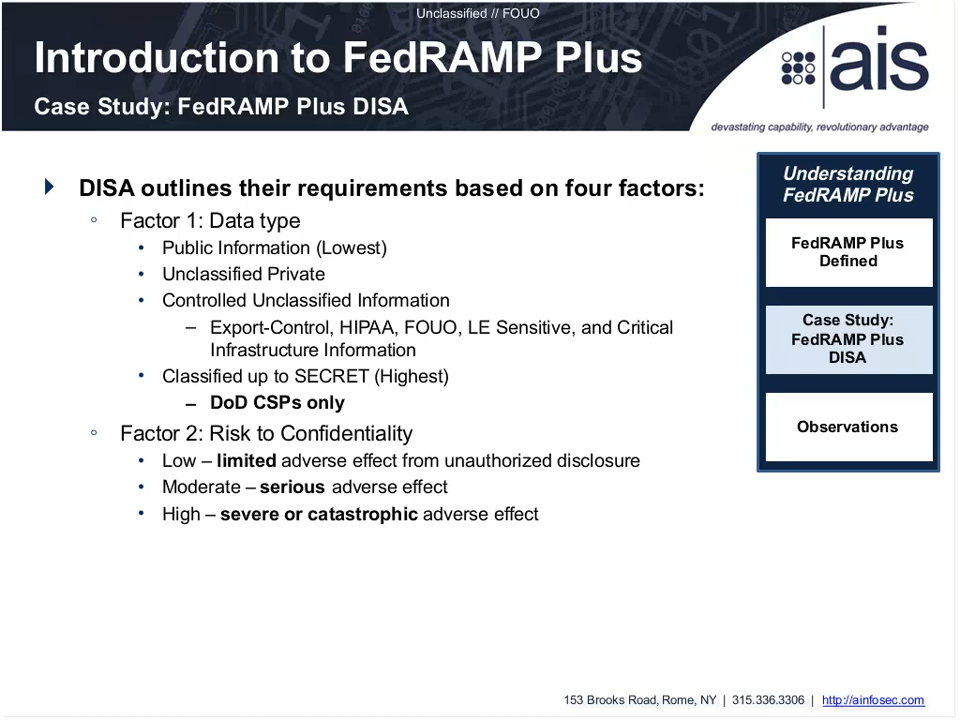 Unclassified // FOUO
Introduction to FedRAMP Plus
Case Study: FedRAMP Plus DISA
ais
devastating capability, revolutionary advantage
DISA outlines their requirements based on four factors:
Factor 1: Data type
Public Information (Lowest)
Unclassified Private
Controlled Unclassified Information
– Export-Control, HIPAA, FOUO, LE Sensitive, and Critical
Infrastructure Information
Classified up to SECRET (Highest)
– DoD CSPs only
Factor 2: Risk to Confidentiality
Low – limited adverse effect from unauthorized disclosure
Moderate – serious adverse effect
High – severe or catastrophic adverse effect
Understanding
FedRAMP Plus
FedRAMP Plus
Defined
Case Study:
FedRAMP Plus
DISA
Observations
153 Brooks Road, Rome, NY | 315.336.3306 | http://ainfosec.com